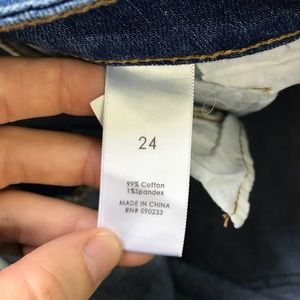 24
99% Cotton
1%Spandex
MADE IN CHINA
RN# 090233